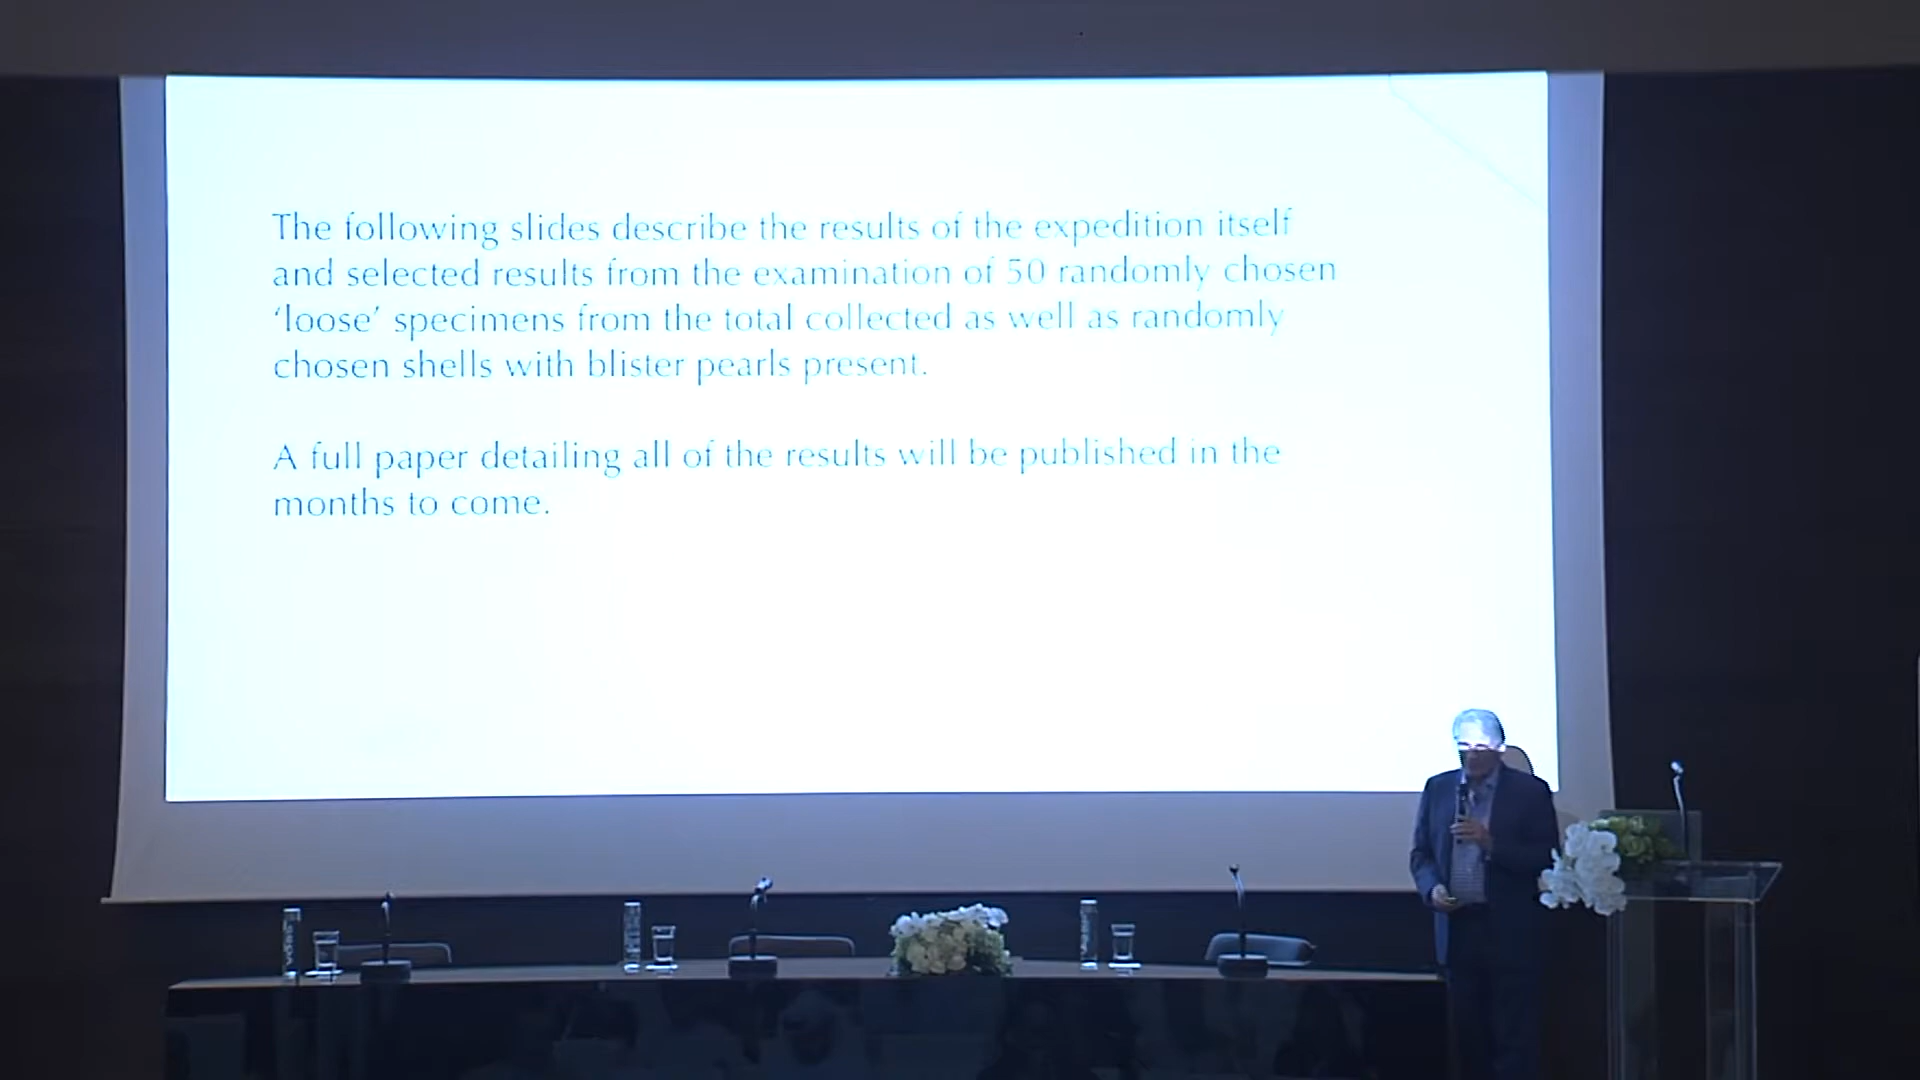 The following slides describe the results of the expedition itself
and selected results from the examination of 50 randomly chosen
‘loose’ specimens from the total collected as well as randomly
chosen shells with blister pearls present.
A full paper detailing all of the results will be published in the
months to come.